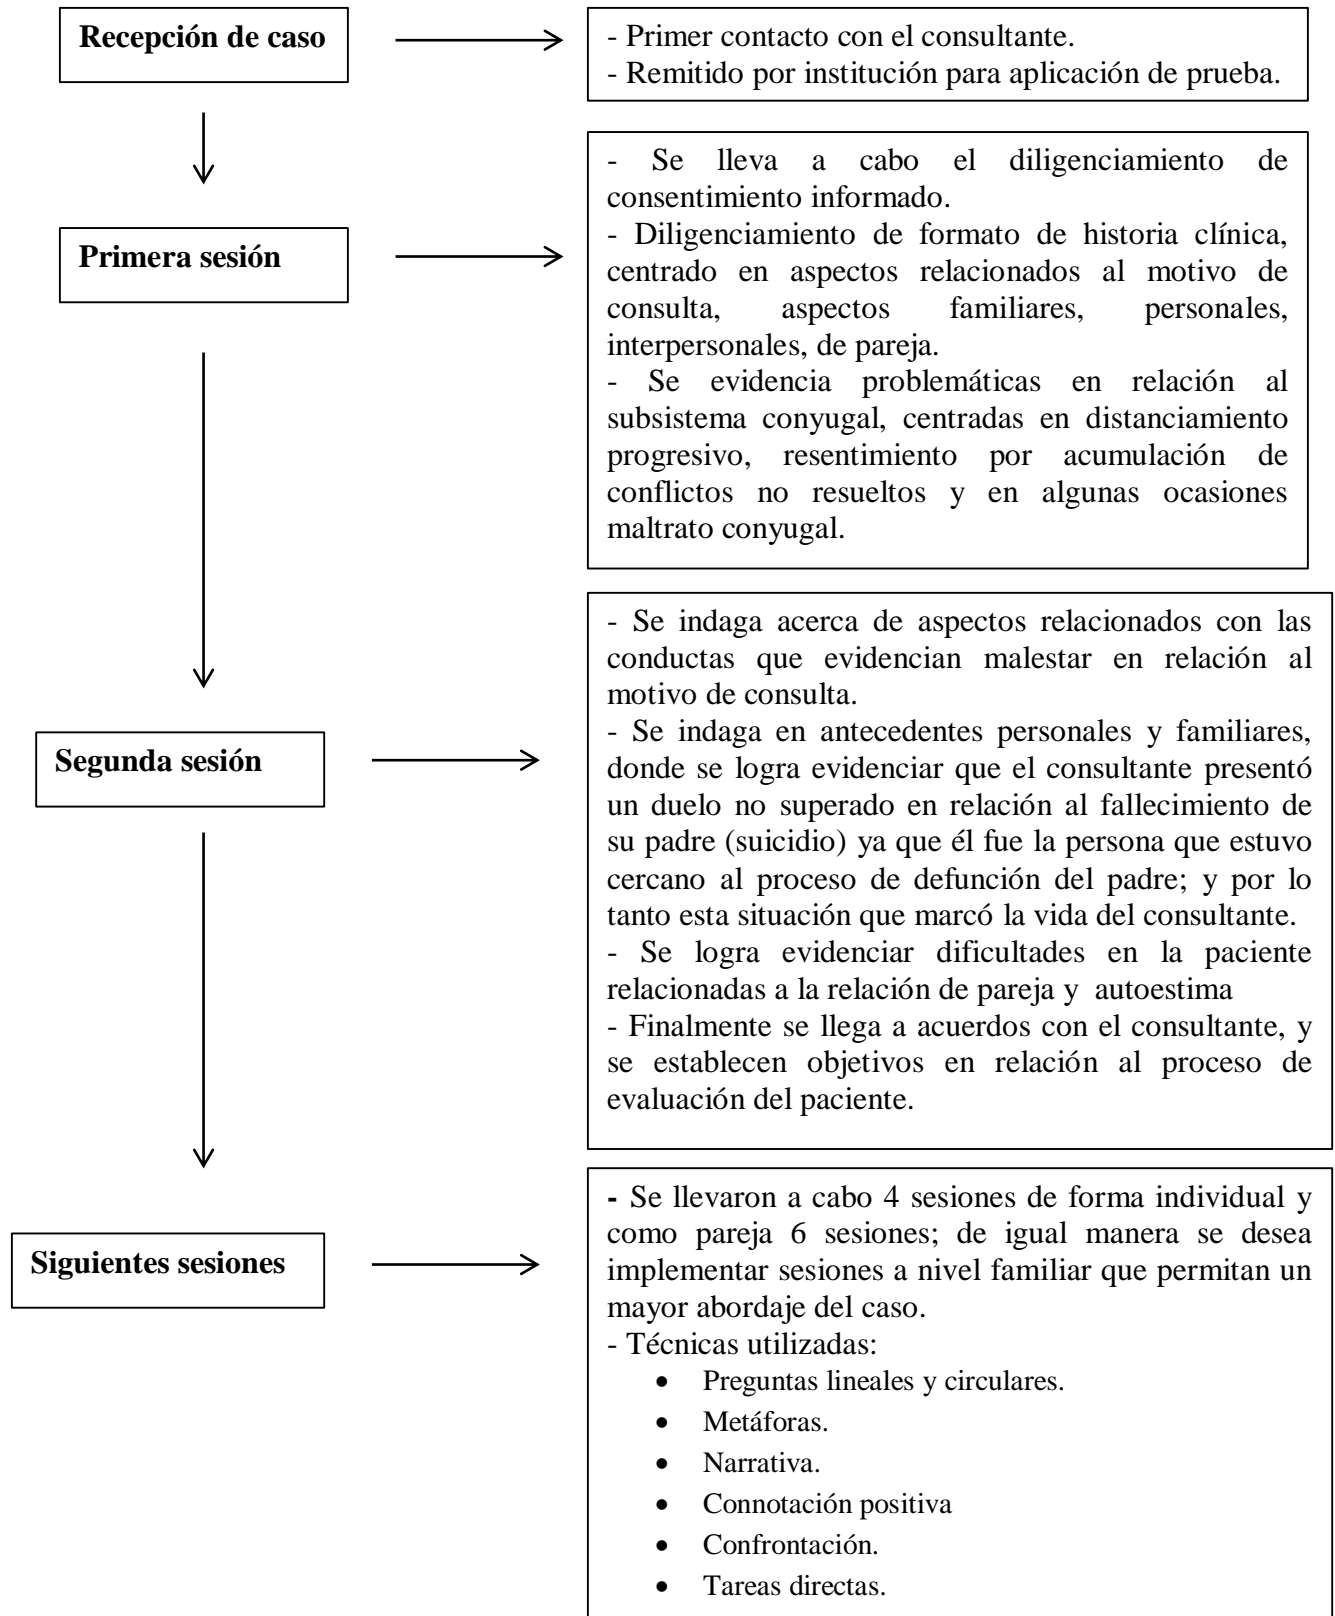 Recepción de caso
- Primer contacto con el consultante.
- Remitido por institución para aplicación de prueba.
Primera sesión
- Se lleva a cabo el diligenciamiento de
consentimiento informado.
- Diligenciamiento de formato de historia clínica,
centrado en aspectos relacionados al motivo de
consulta, aspectos familiares, personales,
interpersonales, de pareja.
- Se evidencia problemáticas en relación al
subsistema conyugal, centradas en distanciamiento
progresivo, resentimiento por acumulación de
conflictos no resueltos y en algunas ocasiones
maltrato conyugal.
Segunda sesión
- Se indaga acerca de aspectos relacionados con las
conductas que evidencian malestar en relación al
motivo de consulta.
- Se indaga en antecedentes personales y familiares,
donde se logra evidenciar que el consultante presentó
un duelo no superado en relación al fallecimiento de
su padre (suicidio) ya que él fue la persona que estuvo
cercano al proceso de defunción del padre; y por lo
tanto esta situación que marcó la vida del consultante.
- Se logra evidenciar dificultades en la paciente
relacionadas a la relación de pareja y autoestima
- Finalmente se llega a acuerdos con el consultante, y
se establecen objetivos en relación al proceso de
evaluación del paciente.
Siguientes sesiones
- Se llevaron a cabo 4 sesiones de forma individual y
como pareja 6 sesiones; de igual manera se desea
implementar sesiones a nivel familiar que permitan un
mayor abordaje del caso.
- Técnicas utilizadas:
• Preguntas lineales y circulares.
• Metáforas.
• Narrativa.
• Connotación positiva
• Confrontación.
• Tareas directas.